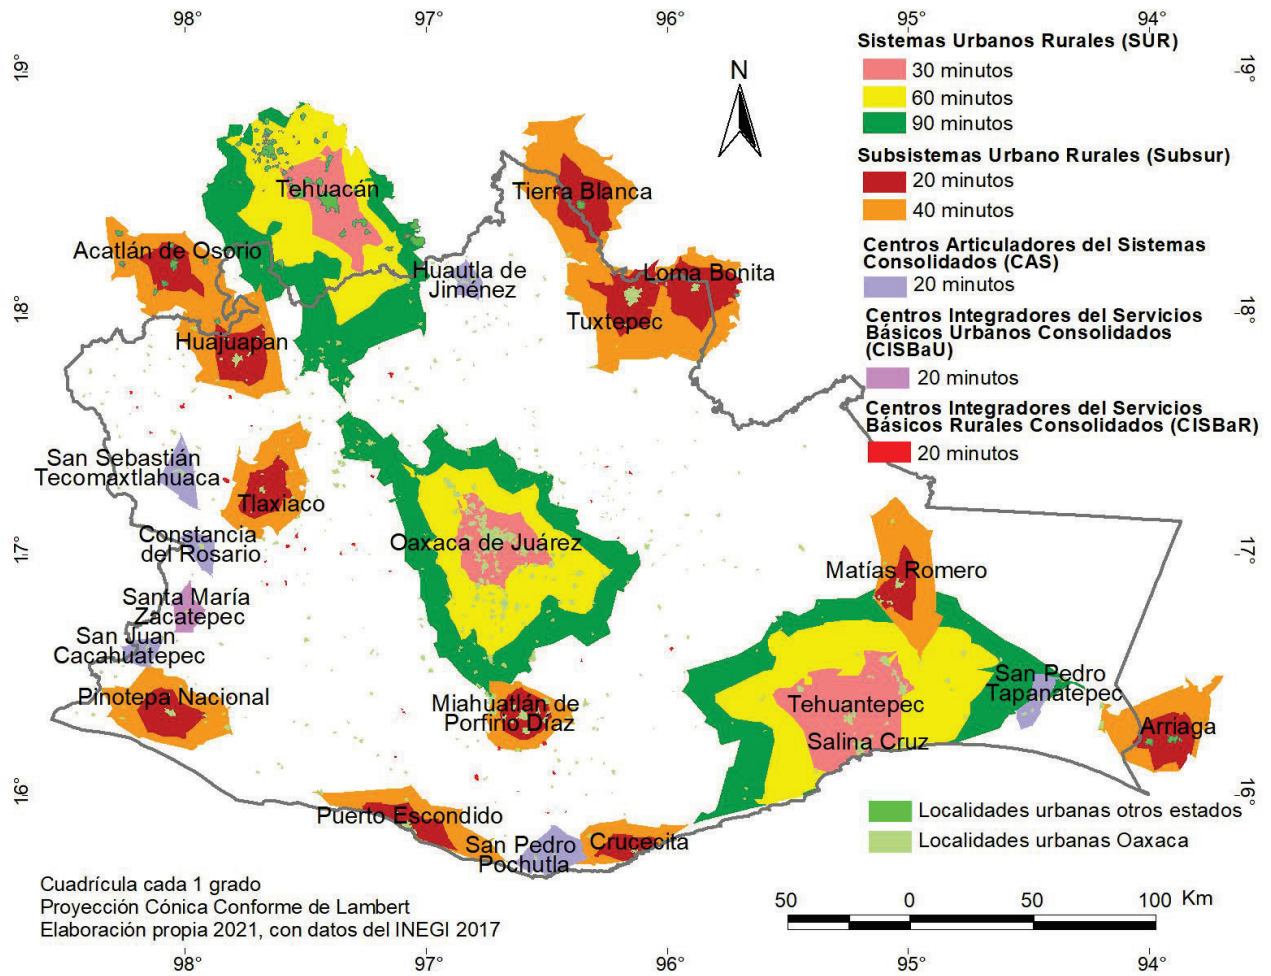 98°
97°
96°
95°
94°
19°
19°
Sistemas Urbanos Rurales (SUR)
30 minutos
60 minutos
90 minutos
N
Subsistemas Urbano Rurales (Subsur)
20 minutos
40 minutos
Tehuacán
Tierra Blanca
Acatlán de Osorio
Huautla de
Jiménez
Loma Bonita
Centros Articuladores del Sistemas
Consolidados (CAS)
20 minutos
18°
18°
Tuxtepec
Huajuapan
Centros Integradores del Servicios
Básicos Urbanos Consolidados
(CISBaU)
20 minutos
Centros Integradores del Servicios
Básicos Rurales Consolidados (CISBaR)
20 minutos
San Sebastián
Tecomaxtlahuaca
Tlaxiaco
Constancia
del Rosario
Oaxaca de Juárez
17°
17°
Matías Romero
Santa María
Zacatepec
San Juan
Cacahuatepec
San Pedro
Tapanatepec
Pinotepa Nacional
Miahuatlán de
Porfirio Díaz
Tehuantepec
Salina Cruz
Arriaga
16°
16°
Puerto Escondido
San Pedro
Pochutla
Crucecita
Localidades urbanas otros estados
Localidades urbanas Oaxaca
Cuadrícula cada 1 grado
Proyección Cónica Conforme de Lambert
Elaboración propia 2021, con datos del INEGI 2017
50
0
50
100 Km
98°
97°
96°
95°
94°